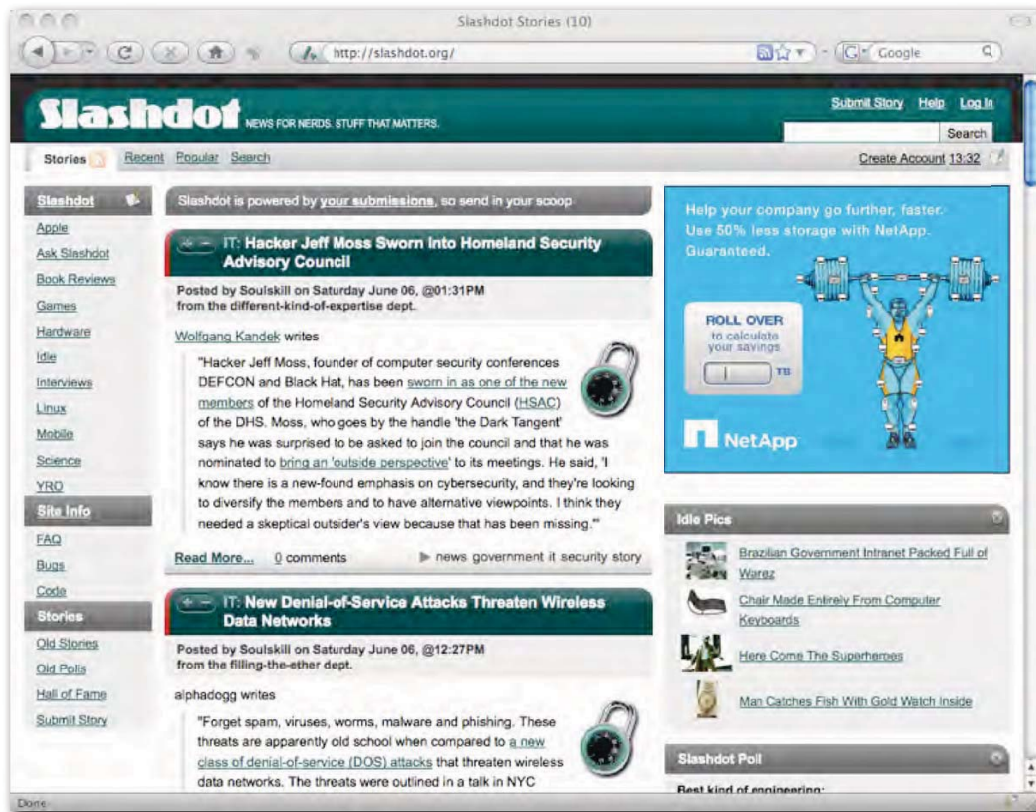 Slashdot Stories (10)
http://slashdot.org/
Google
Slashdot NEWS FOR NERDS. STUFF THAT MATTERS.
Submit Story Help Log In
Search
Stories Recent Popular Search
Create Account 13:32
Slashdot
Apple
Ask Slashdot
Book Reviews
Games
Hardware
Idle
Interviews
Linux
Mobile
Science
YRO
Site Info
FAQ
Bugs
Code
Stories
Old Stories
Old Polls
Hall of Fame
Submit Story
Slashdot is powered by your submissions, so send in your scoop
IT: Hacker Jeff Moss Sworn Into Homeland Security
Advisory Council
Posted by Soulskill on Saturday June 06, @01:31PM
from the different-kind-of-expertise dept.
Wolfgang Kandek writes
"Hacker Jeff Moss, founder of computer security conferences
DEFCON and Black Hat, has been sworn in as one of the new
members of the Homeland Security Advisory Council (HSAC)
of the DHS. Moss, who goes by the handle 'the Dark Tangent'
says he was surprised to be asked to join the council and that he was
nominated to bring an 'outside perspective' to its meetings. He said, 'I
know there is a new-found emphasis on cybersecurity, and they're looking
to diversify the members and to have alternative viewpoints. I think they
needed a skeptical outsider's view because that has been missing.'"
Read More... 0 comments
news government it security story
IT: New Denial-of-Service Attacks Threaten Wireless
Data Networks
Posted by Soulskill on Saturday June 06, @12:27PM
from the filling-the-ether dept.
alphadogg writes
"Forget spam, viruses, worms, malware and phishing. These
threats are apparently old school when compared to a new
class of denial-of-service (DOS) attacks that threaten wireless
data networks. The threats were outlined in a talk in NYC
Help your company go further, faster.
Use 50% less storage with NetApp.
Guaranteed.
ROLL OVER
to calculate
your savings
TB
NetApp
Idle Pics
Brazilian Government Intranet Packed Full of
Warez
Chair Made Entirely From Computer
Keyboards
Here Come The Superheroes
Man Catches Fish With Gold Watch Inside
Slashdot Poll
Best kind of engineering:
Done